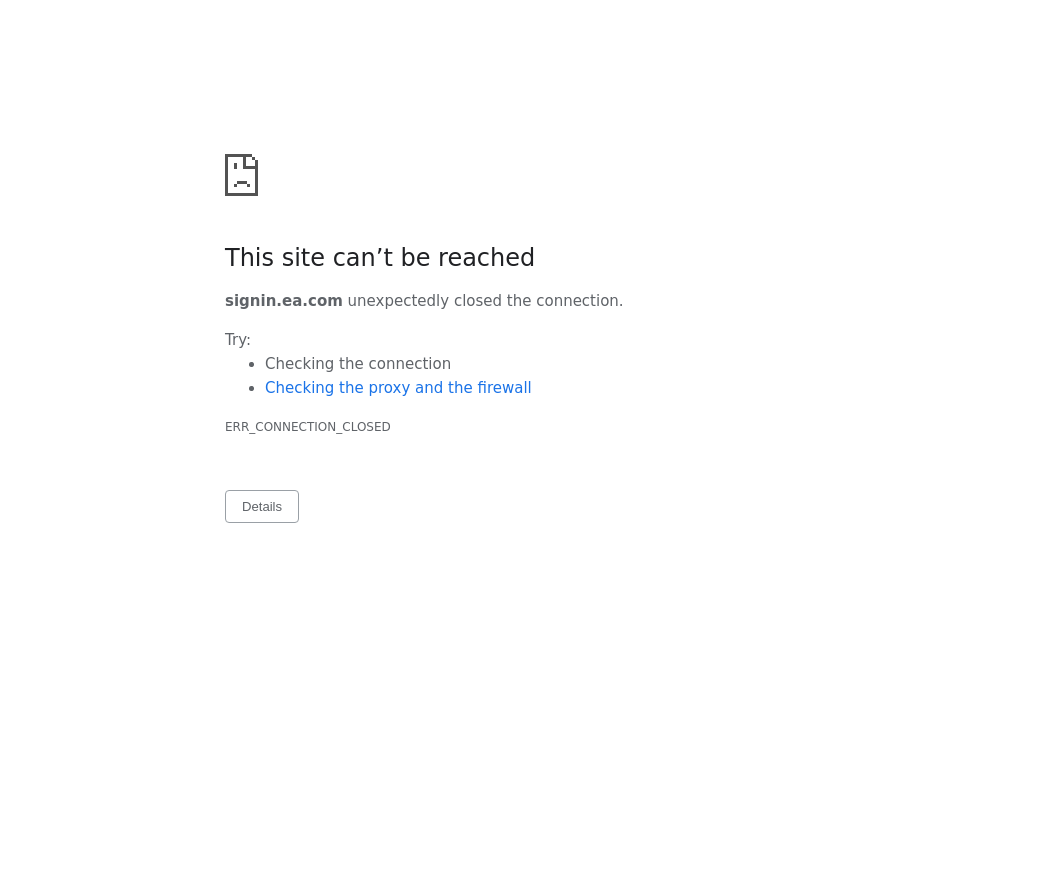 This site can’t be reached
signin.ea.com unexpectedly closed the connection.
Try:
Checking the connection
Checking the proxy and the firewall
ERR_CONNECTION_CLOSED
Details